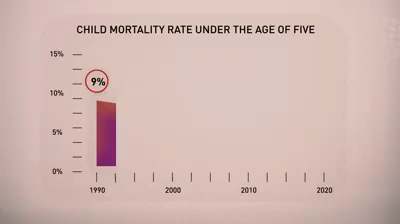 CHILD MORTALITY RATE UNDER THE AGE OF FIVE
15%
9%
10%
5%
0%
1990 2000 2010 2020